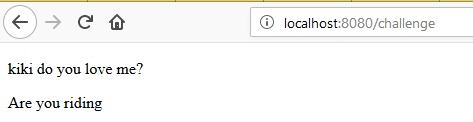 localhost:8080/challenge
kiki do you love me?
Are you riding